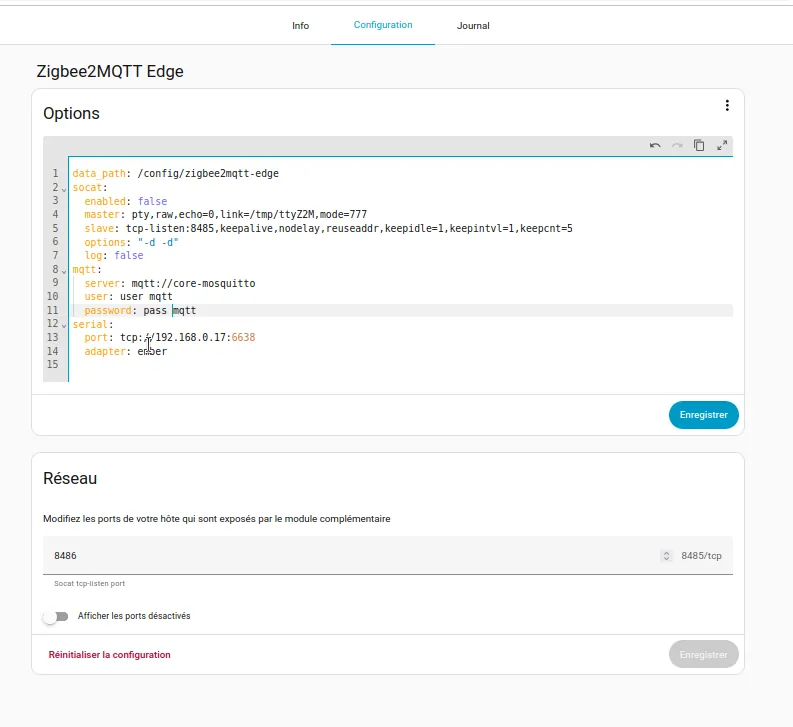 Info Configuration Journal
Zigbee2MQTT Edge
Options
1 data_path: /config/zigbee2mqtt-edge
2 socat:
3 enabled: false
4 master: pty,raw,echo=0,link=/tmp/ttyZ2M,mode=777
5 slave: tcp-listen:8485,keepalive,nodelay,reuseaddr,keepidle=1,keepintvl=1,keepcnt=5
6 options: "-d -d"
7 log: false
8 mqtt:
9 server: mqtt://core-mosquitto
10 user: user mqtt
11 password: pass mqtt
12 serial:
13 port: tcp://192.168.0.17:6638
14 adapter: ember
15
Enregistrer
Réseau
Modifiez les ports de votre hôte qui sont exposés par le module complémentaire
8486 8485/tcp
Socat tcp-listen port
Afficher les ports désactivés
Réinitialiser la configuration Enregistrer